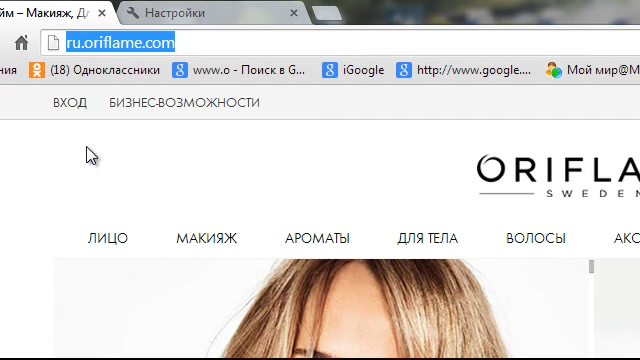 йм – Макияж, Д
Настройки
ru.oriflame.com
ния
(18) Одноклассники
www.o - Поиск в G...
iGoogle
http://www.google....
Мой мир@М
ВХОД БИЗНЕС-ВОЗМОЖНОСТИ
ORIFLA
SWEDEN
ЛИЦО МАКИЯЖ АРОМАТЫ ДЛЯ ТЕЛА ВОЛОСЫ АКС